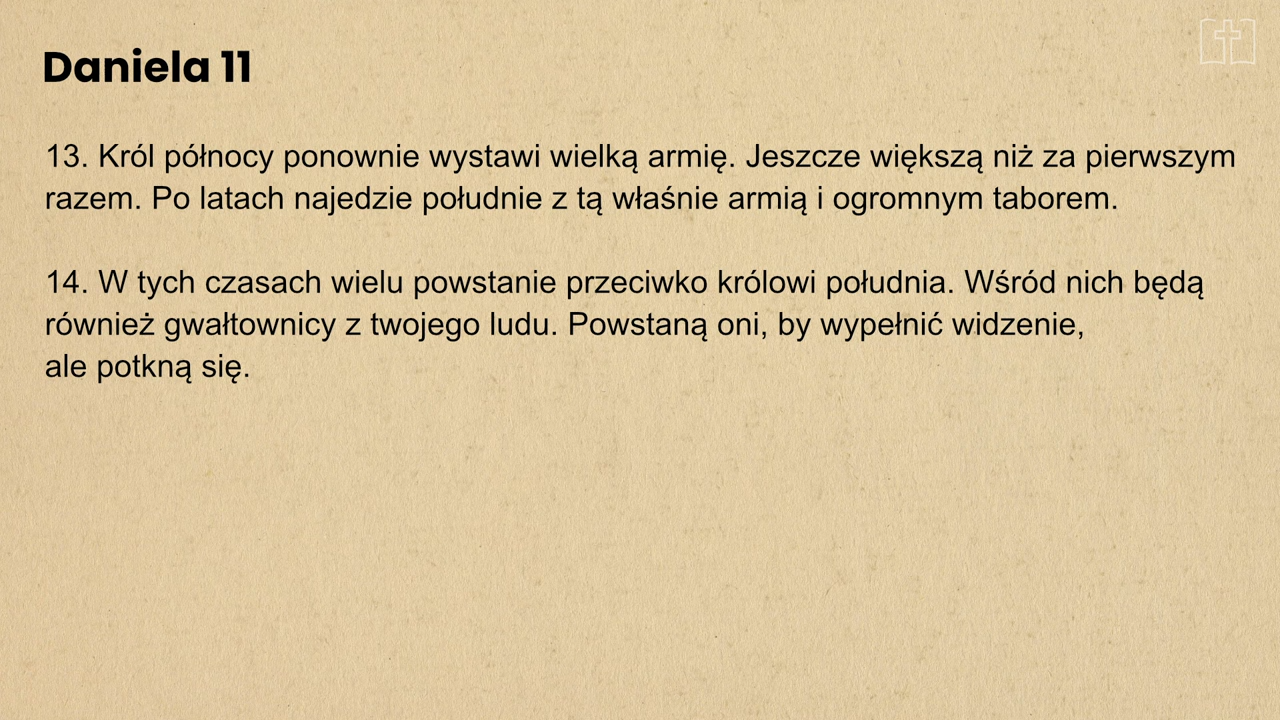 Daniela 11
13. Król północy ponownie wystawi wielką armię. Jeszcze większą niż za pierwszym
razem. Po latach najedzie południe z tą właśnie armią i ogromnym taborem.
14. W tych czasach wielu powstanie przeciwko królowi południa. Wśród nich będą
również gwałtownicy z twojego ludu. Powstaną oni, by wypełnić widzenie,
ale potkną się.